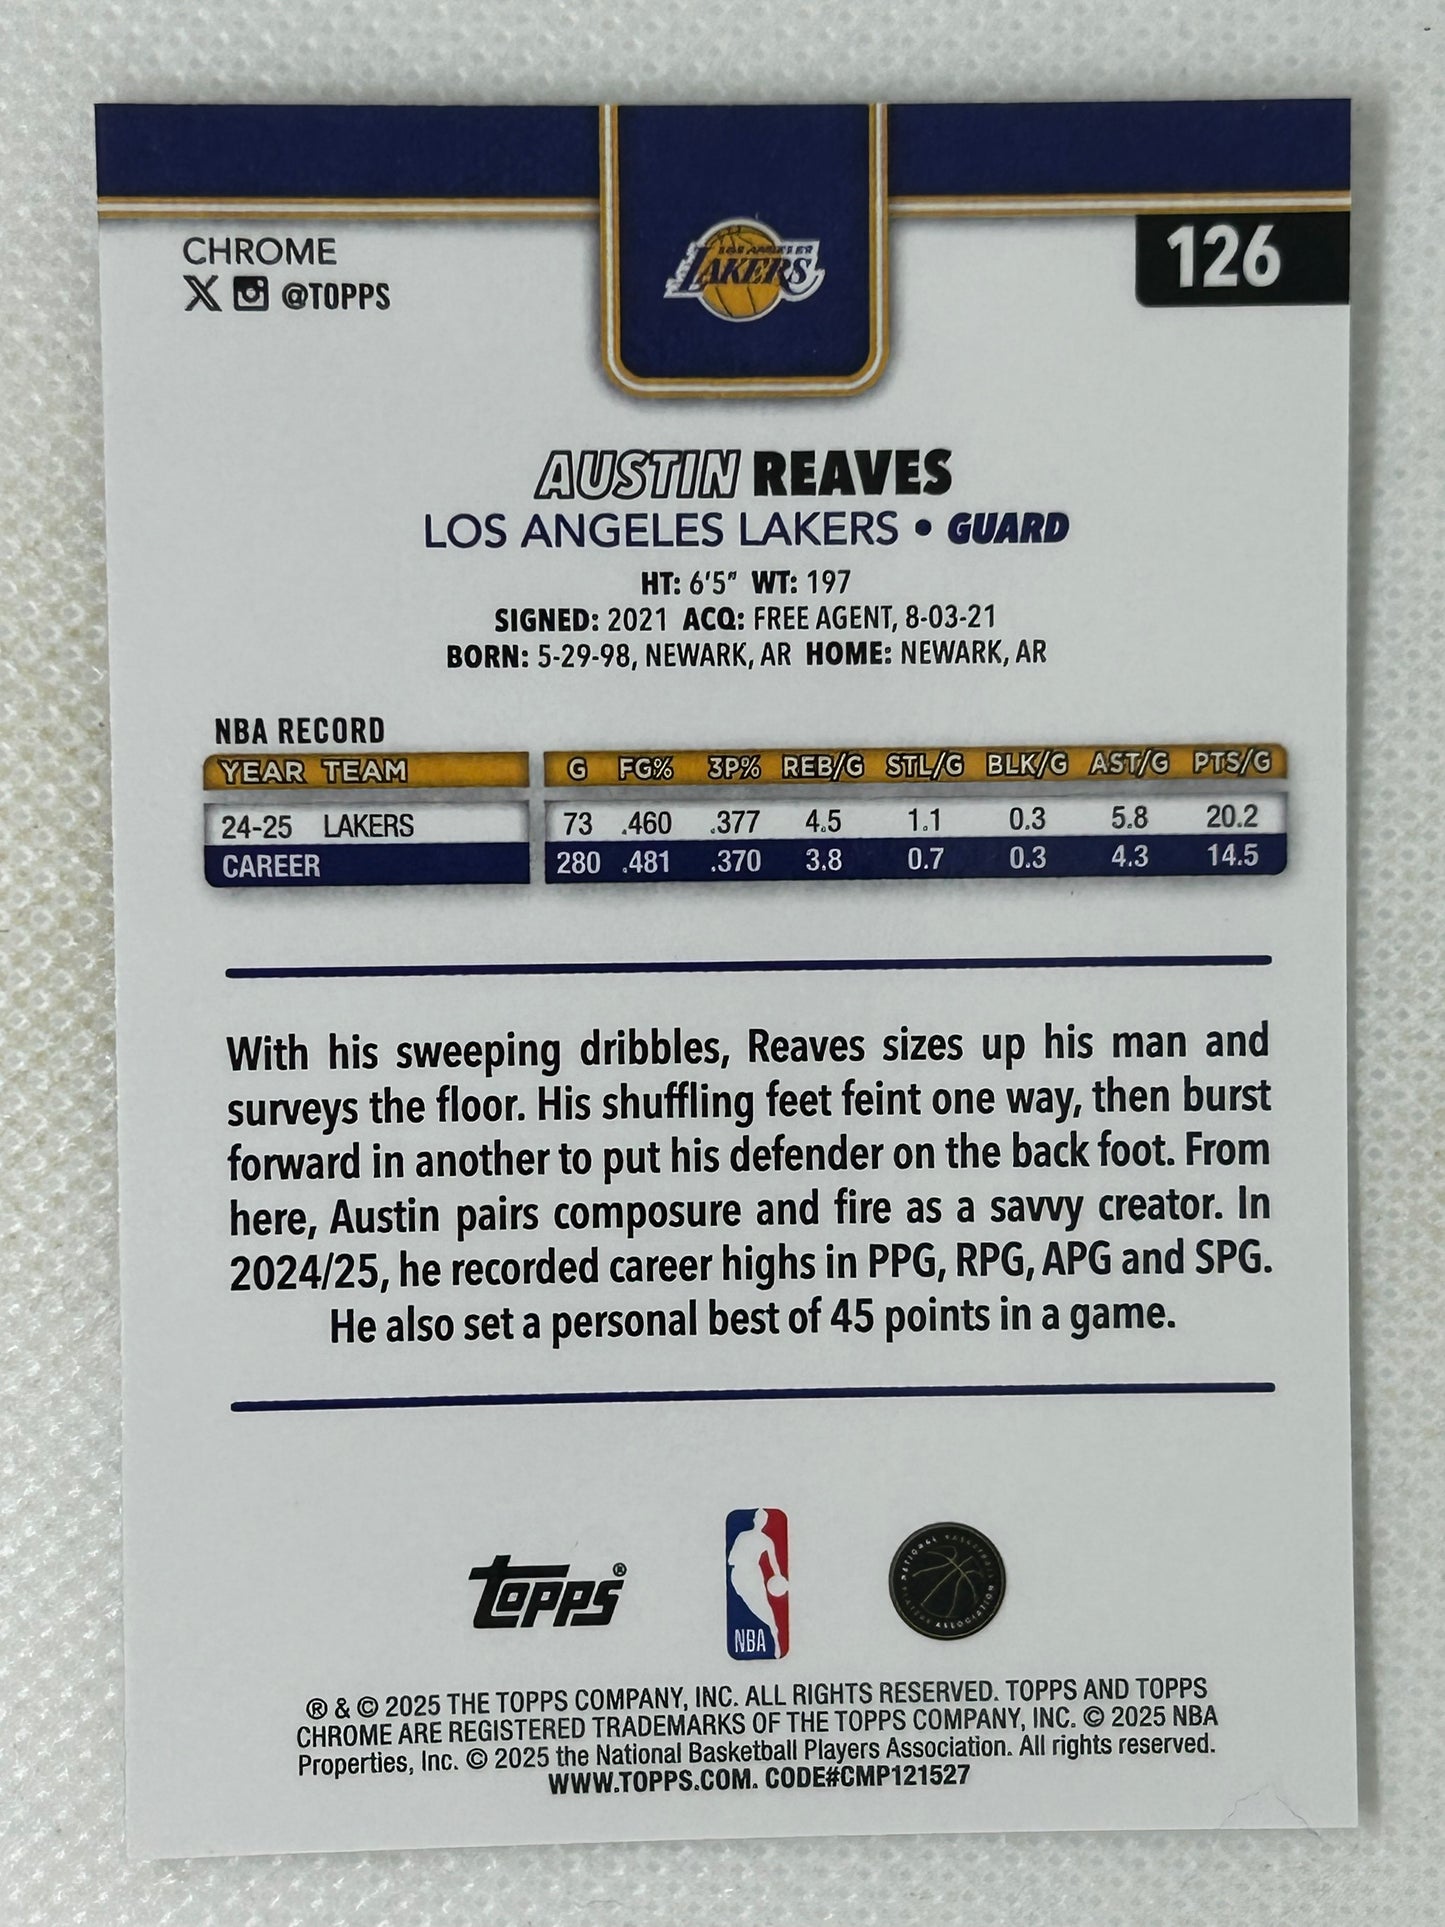 LOS ANGELES
LAKERS
CHROME
126
X @TOPPS
AUSTIN REAVES
LOS ANGELES LAKERS • GUARD
HT: 6'5" WT: 197
SIGNED: 2021 ACQ: FREE AGENT, 8-03-21
BORN: 5-29-98, NEWARK, AR HOME: NEWARK, AR
NBA RECORD
YEAR TEAM G FG% 3P% REB/G STL/G BLK/G AST/G PTS/G
24-25 LAKERS 73 .460 .377 4.5 1.1 0.3 5.8 20.2
CAREER 280 .481 .370 3.8 0.7 0.3 4.3 14.5
With his sweeping dribbles, Reaves sizes up his man and
surveys the floor. His shuffling feet feint one way, then burst
forward in another to put his defender on the back foot. From
here, Austin pairs composure and fire as a savvy creator. In
2024/25, he recorded career highs in PPG, RPG, APG and SPG.
He also set a personal best of 45 points in a game.
Topps®
NBA
NATIONAL BASKETBALL PLAYERS ASSOCIATION
® & © 2025 THE TOPPS COMPANY, INC. ALL RIGHTS RESERVED. TOPPS AND TOPPS
CHROME ARE REGISTERED TRADEMARKS OF THE TOPPS COMPANY, INC. © 2025 NBA
Properties, Inc. © 2025 the National Basketball Players Association. All rights reserved.
WWW.TOPPS.COM. CODE#CMP121527